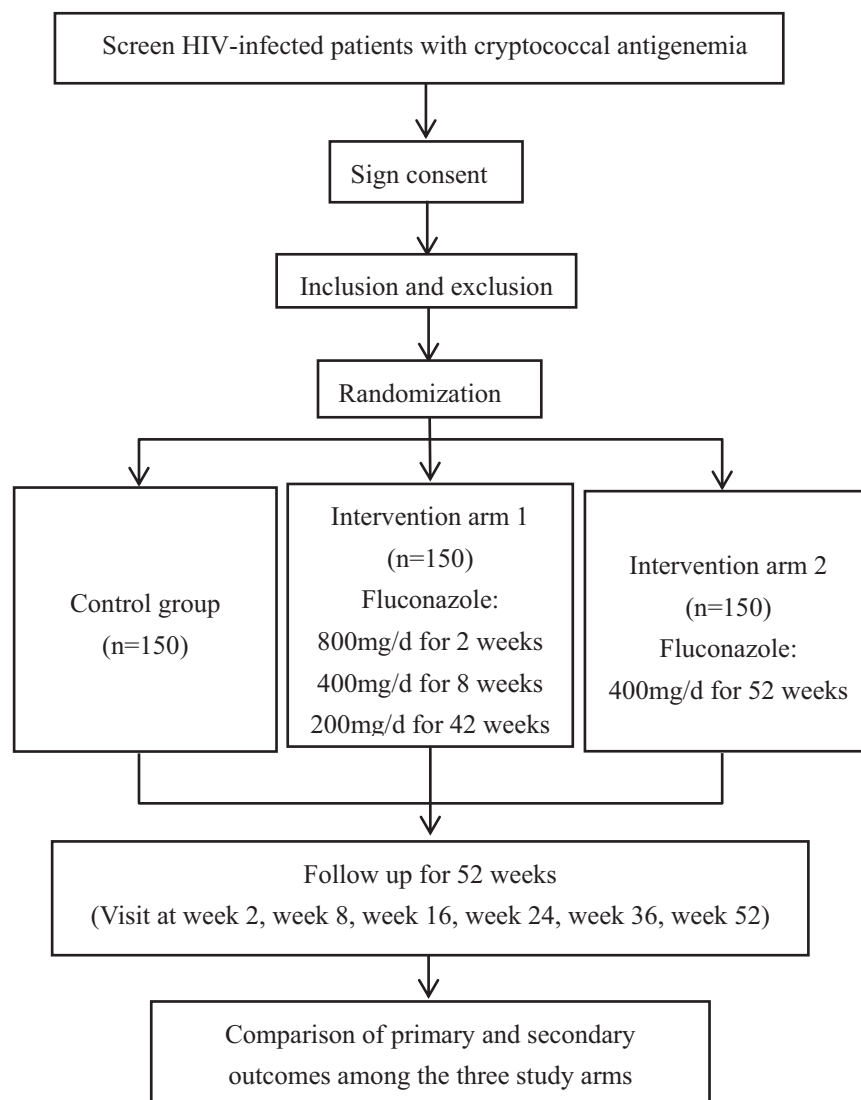 Screen HIV-infected patients with cryptococcal antigenemia
Sign consent
Inclusion and exclusion
Randomization
Control group
(n=150)
Intervention arm 1
(n=150)
Fluconazole:
800mg/d for 2 weeks
400mg/d for 8 weeks
200mg/d for 42 weeks
Intervention arm 2
(n=150)
Fluconazole:
400mg/d for 52 weeks
Follow up for 52 weeks
(Visit at week 2, week 8, week 16, week 24, week 36, week 52)
Comparison of primary and secondary
outcomes among the three study arms